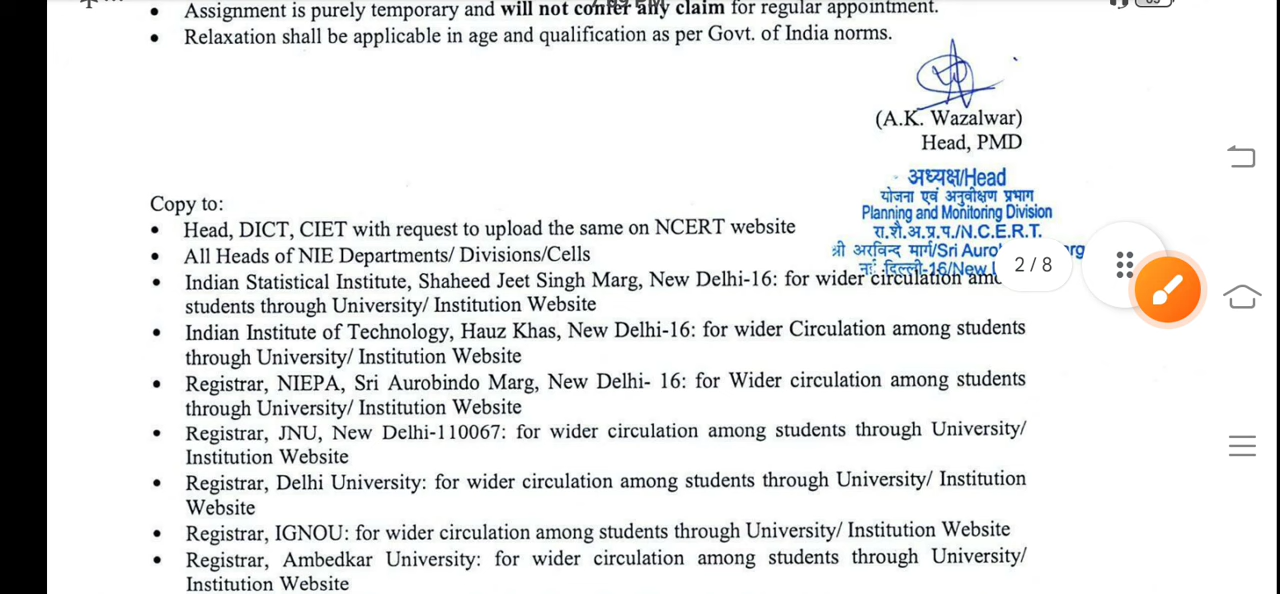 • Assignment is purely temporary and will not confer any claim for regular appointment.
• Relaxation shall be applicable in age and qualification as per Govt. of India norms.
(A.K. Wazalwar)
Head, PMD
अध्यक्ष/Head
योजना एवं अनुवीक्षण प्रभाग
Planning and Monitoring Division
रा.शै.अ.प्र.प./N.C.E.R.T.
श्री अरविन्द मार्ग/Sri
दिल्ली-16/New
2 / 8
Copy to:
• Head, DICT, CIET with request to upload the same on NCERT website
• All Heads of NIE Departments/ Divisions/Cells
• Indian Statistical Institute, Shaheed Jeet Singh Marg, New Delhi-16: for wider circulation
students through University/ Institution Website
• Indian Institute of Technology, Hauz Khas, New Delhi-16: for wider Circulation among students
through University/ Institution Website
• Registrar, NIEPA, Sri Aurobindo Marg, New Delhi- 16: for Wider circulation among students
through University/ Institution Website
• Registrar, JNU, New Delhi-110067: for wider circulation among students through University/
Institution Website
• Registrar, Delhi University: for wider circulation among students through University/ Institution
Website
• Registrar, IGNOU: for wider circulation among students through University/ Institution Website
• Registrar, Ambedkar University: for wider circulation among students through University/
Institution Website